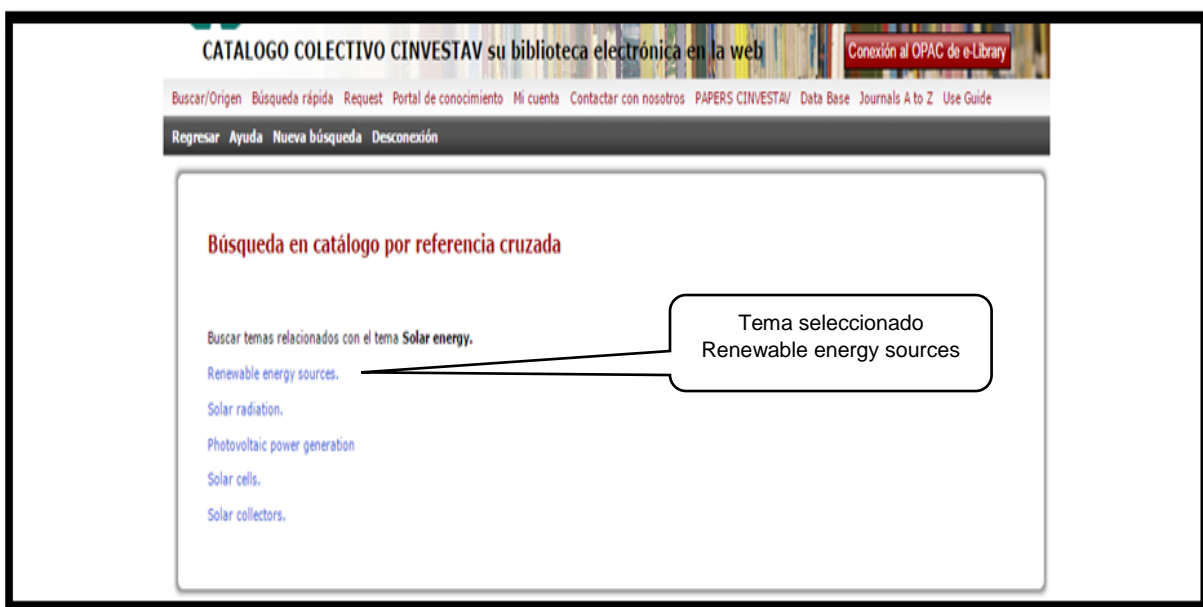 CATALOGO COLECTIVO CINVESTAV su biblioteca electrónica en la web
Conexión al OPAC de e-Library
Buscar/Origen Búsqueda rápida Request Portal de conocimiento Mi cuenta Contactar con nosotros PAPERS CINVESTAV Data Base Journals A to Z Use Guide
Regresar Ayuda Nueva búsqueda Desconexión
Búsqueda en catálogo por referencia cruzada
Tema seleccionado
Renewable energy sources
Buscar temas relacionados con el tema Solar energy.
Renewable energy sources.
Solar radiation.
Photovoltaic power generation
Solar cells.
Solar collectors.